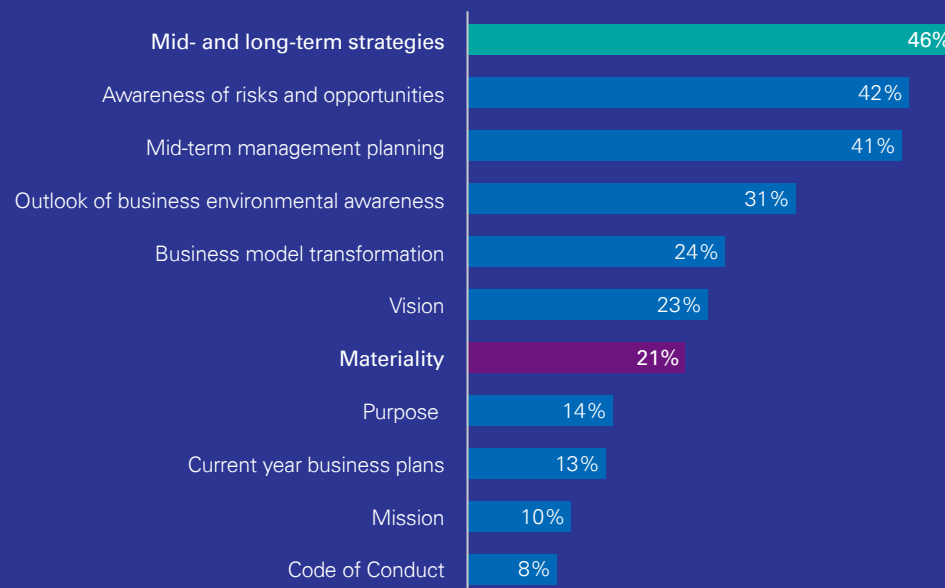 Mid- and long-term strategies 46%
Awareness of risks and opportunities 42%
Mid-term management planning 41%
Outlook of business environmental awareness 31%
Business model transformation 24%
Vision 23%
Materiality 21%
Purpose 14%
Current year business plans 13%
Mission 10%
Code of Conduct 8%